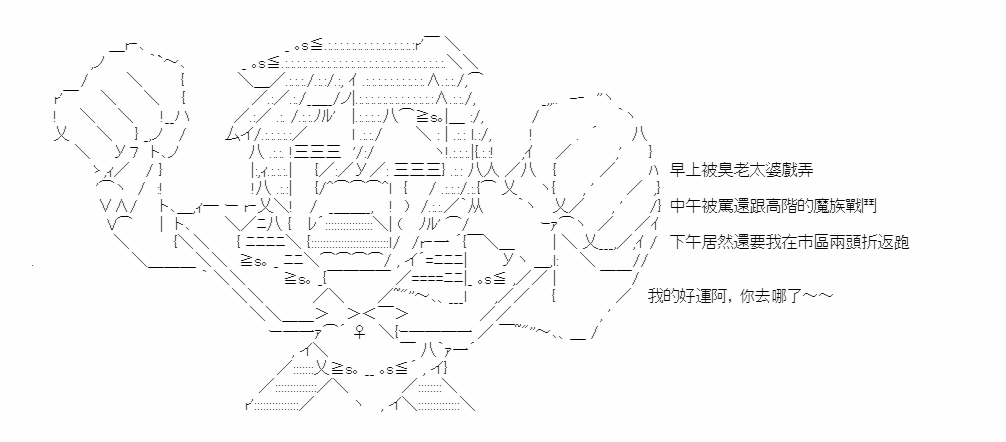 早上被臭老太婆戲弄
中午被罵還跟高階的魔族戰鬥
下午居然還要我在市區兩頭折返跑
我的好運阿，你去哪了～～